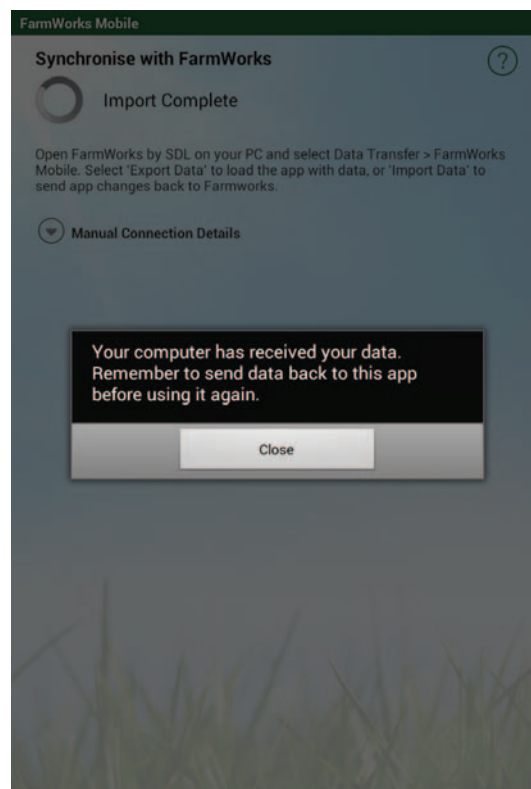 FarmWorks Mobile
Synchronise with FarmWorks
?
Import Complete
Open FarmWorks by SDL on your PC and select Data Transfer > FarmWorks
Mobile. Select 'Export Data' to load the app with data, or 'Import Data' to
send app changes back to Farmworks.
Manual Connection Details
Your computer has received your data.
Remember to send data back to this app
before using it again.
Close